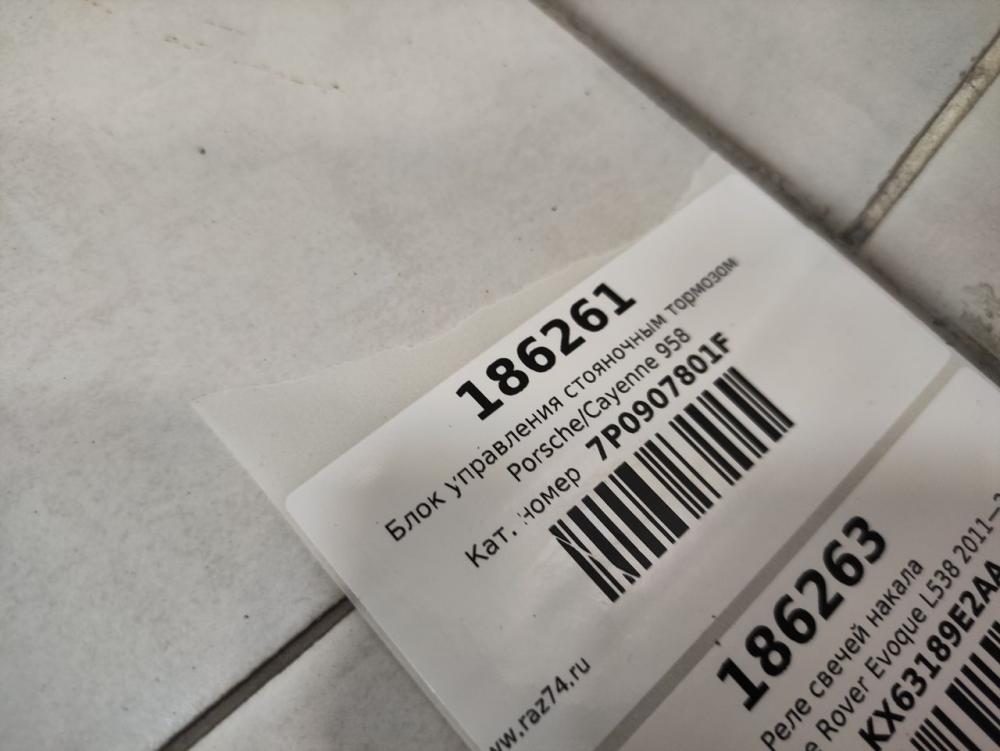 186261
Блок управления стояночным тормозом
Porsche/Cayenne 958
Кат. номер 7P0907801F
ww.raz74.ru
186263
Реле свечей накала
e Rover Evoque L538 2011—
KX63189E2AA